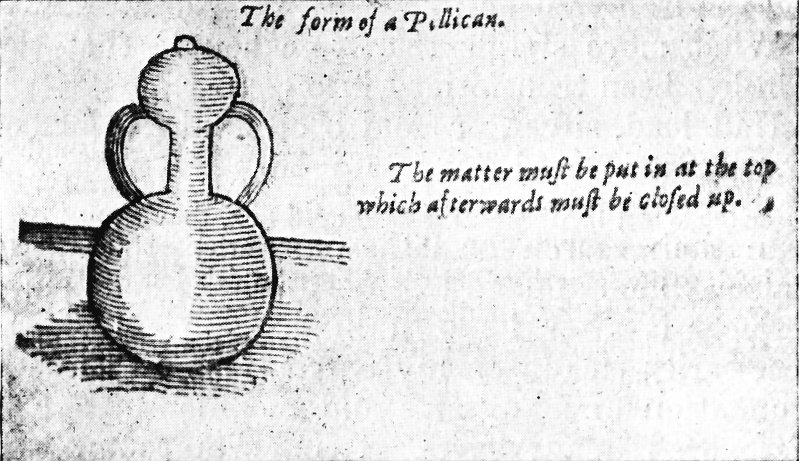 The form of a Pellican.
The matter muſt be put in at the top
which afterwards muſt be cloſed up.